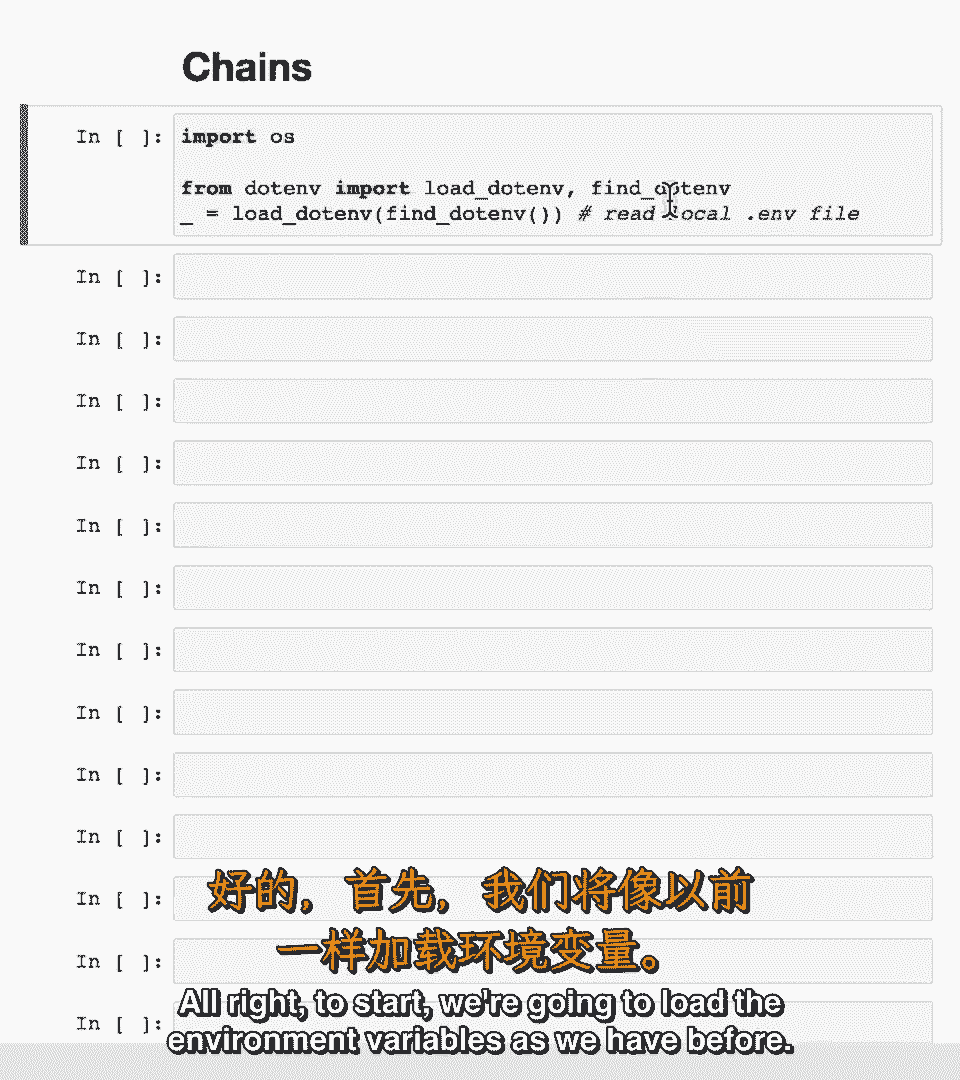 Chains
In [ ]: import os
from dotenv import load_dotenv, find_dotenv
_ = load_dotenv(find_dotenv()) # read local .env file
In [ ]:
In [ ]:
In [ ]:
In [ ]:
In [ ]:
In [ ]:
In [ ]:
In [ ]:
In [ ]:
In [ ]:
In [ ]:
好的，首先，我们将像以前
In [ ]:
一样加载环境变量。
In [ ]:
All right, to start, we're going to load the
environment variables as we have before.